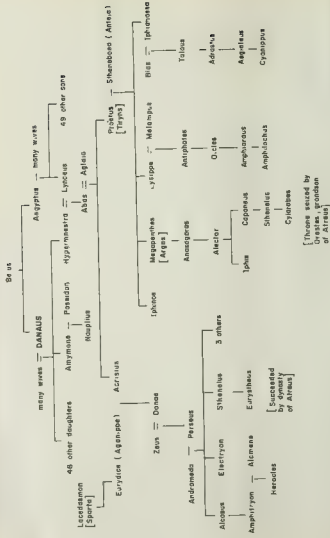 Belus
many wives = DANAUS
Aegyptus — many wives
48 other daughters
Amymone — Poseidon
Hypermnestra = Lynceus
49 other sons
Nauplius
Abas = Aglaia
Lacedaemon
[Sparta]
Eurydice (Aganippe)
Acrisius
Proetus
[Tiryns]
Stheneboea (Anteia)
Zeus = Danae
Iphinoe
Megapenthes
[Argos]
Lysippe = Melampus
Bias = Iphianassa
Andromeda — Perseus
Anaxagoras
Antiphates
Talaus
Alcaeus
Electryon
Sthenelus
3 others
Alector
Oicles
Adrastus
Amphitryon = Alcmene
Eurystheus
Iphis
Capaneus
Amphiaraus
Aegialeus
Heracles
[Succeeded
by dynasty
of Atreus]
Sthenelus
Amphilochus
Cyanippus
Cylarabes
[Throne seized by
Orestes, grandson
of Atreus]